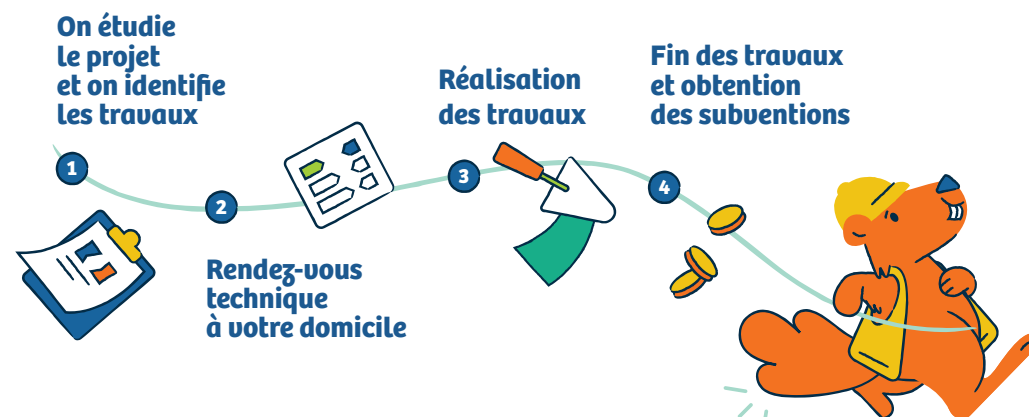 On étudie
le projet
et on identifie
les travaux
1
2
Rendez-vous
technique
à votre domicile
3
Réalisation
des travaux
4
Fin des travaux
et obtention
des subventions